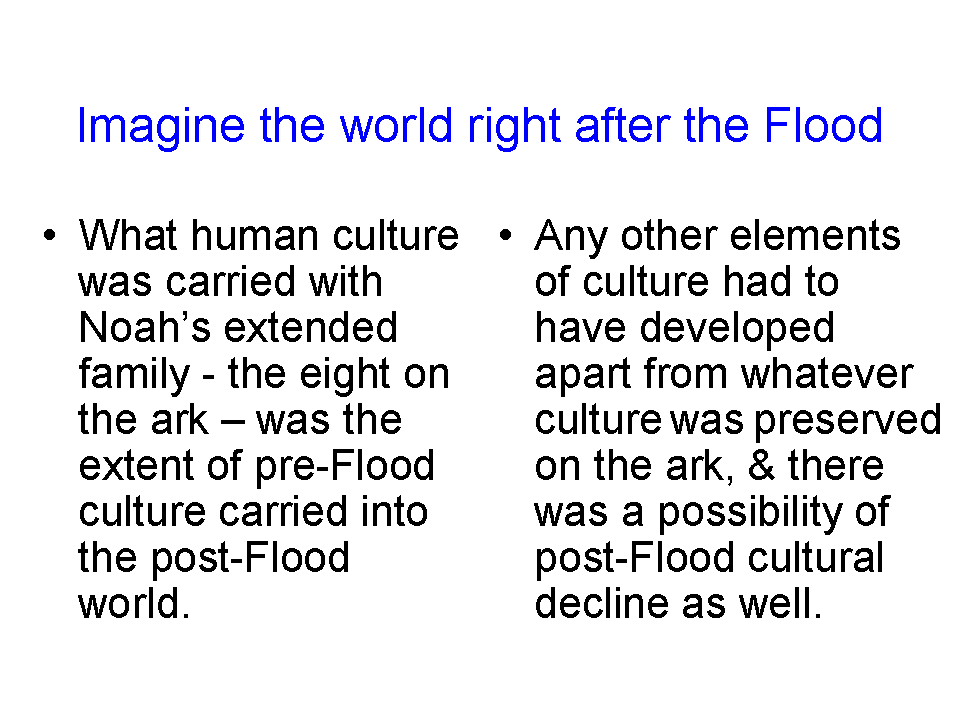 Imagine the world right after the Flood
• What human culture
was carried with
Noah’s extended
family - the eight on
the ark – was the
extent of pre-Flood
culture carried into
the post-Flood
world.
• Any other elements
of culture had to
have developed
apart from whatever
culture was preserved
on the ark, & there
was a possibility of
post-Flood cultural
decline as well.